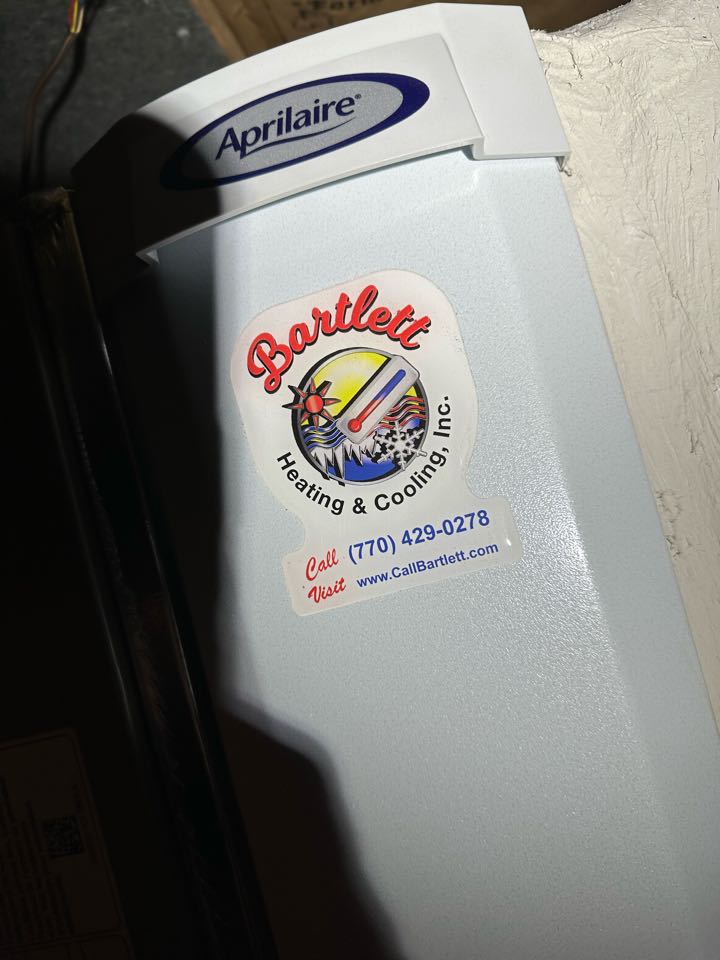 Aprilaire®
Bartlett
Heating & Cooling, Inc.
Call (770) 429-0278
Visit www.CallBartlett.com